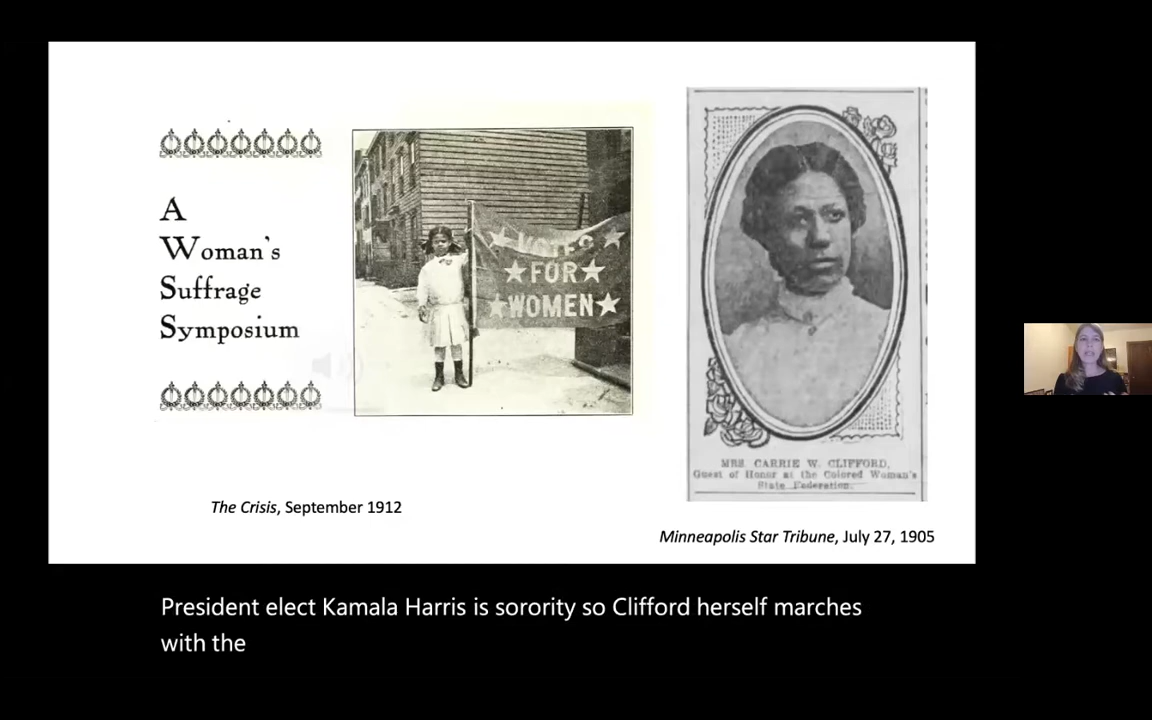 A
Woman's
Suffrage
Symposium
VOTES
FOR
WOMEN
MRS. CARRIE W. CLIFFORD,
Guest of Honor at the Colored Woman's
State Federation.
The Crisis, September 1912
Minneapolis Star Tribune, July 27, 1905
President elect Kamala Harris is sorority so Clifford herself marches
with the